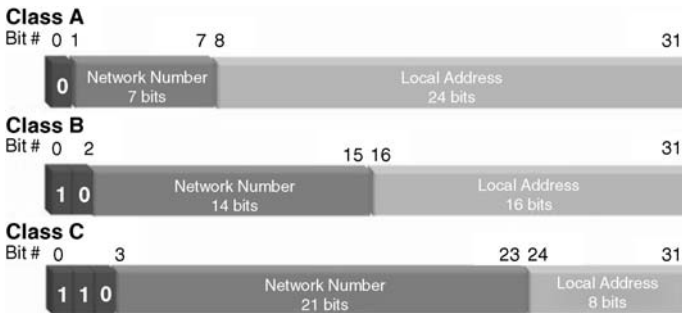 Class A
Bit # 0 1 7 8 31
0 Network Number Local Address
7 bits 24 bits
Class B
Bit # 0 2 15 16 31
1 0 Network Number Local Address
14 bits 16 bits
Class C
Bit # 0 3 23 24 31
1 1 0 Network Number Local Address
21 bits 8 bits